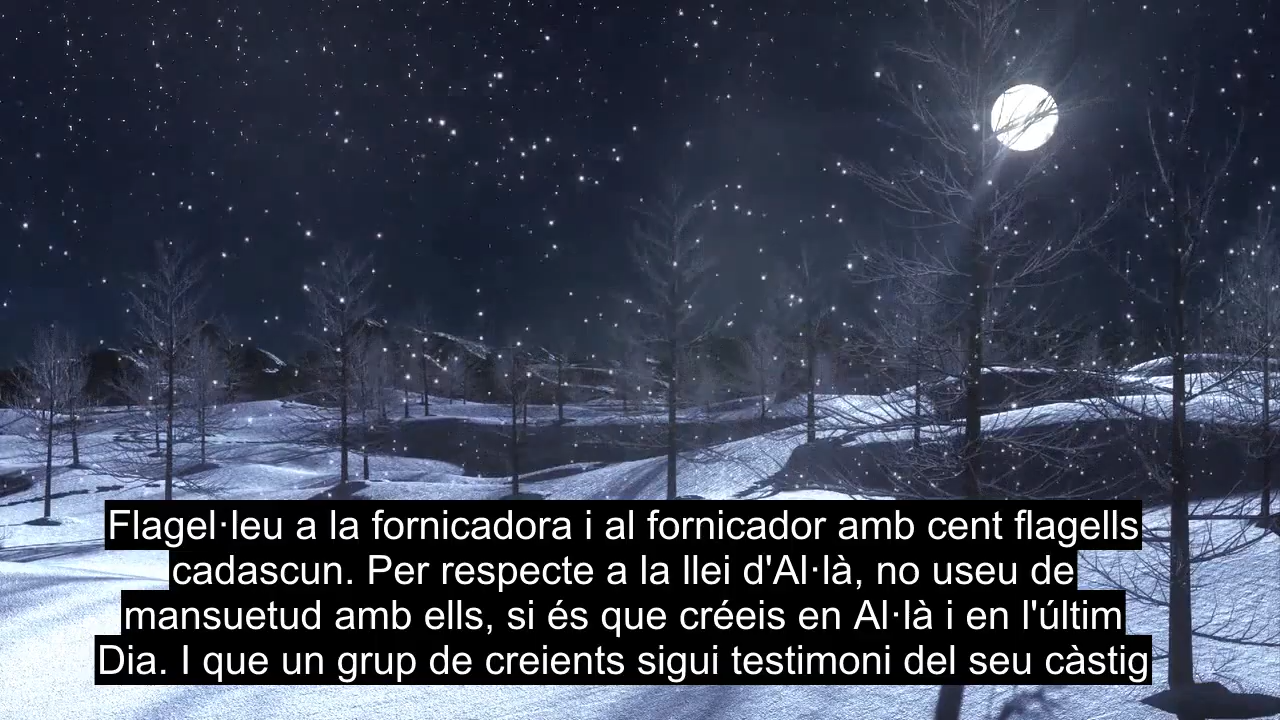 Flagel·leu a la fornicadora i al fornicador amb cent flagells
cadascun. Per respecte a la llei d'Al·là, no useu de
mansuetud amb ells, si és que créeis en Al·là i en l'últim
Dia. I que un grup de creients sigui testimoni del seu càstig